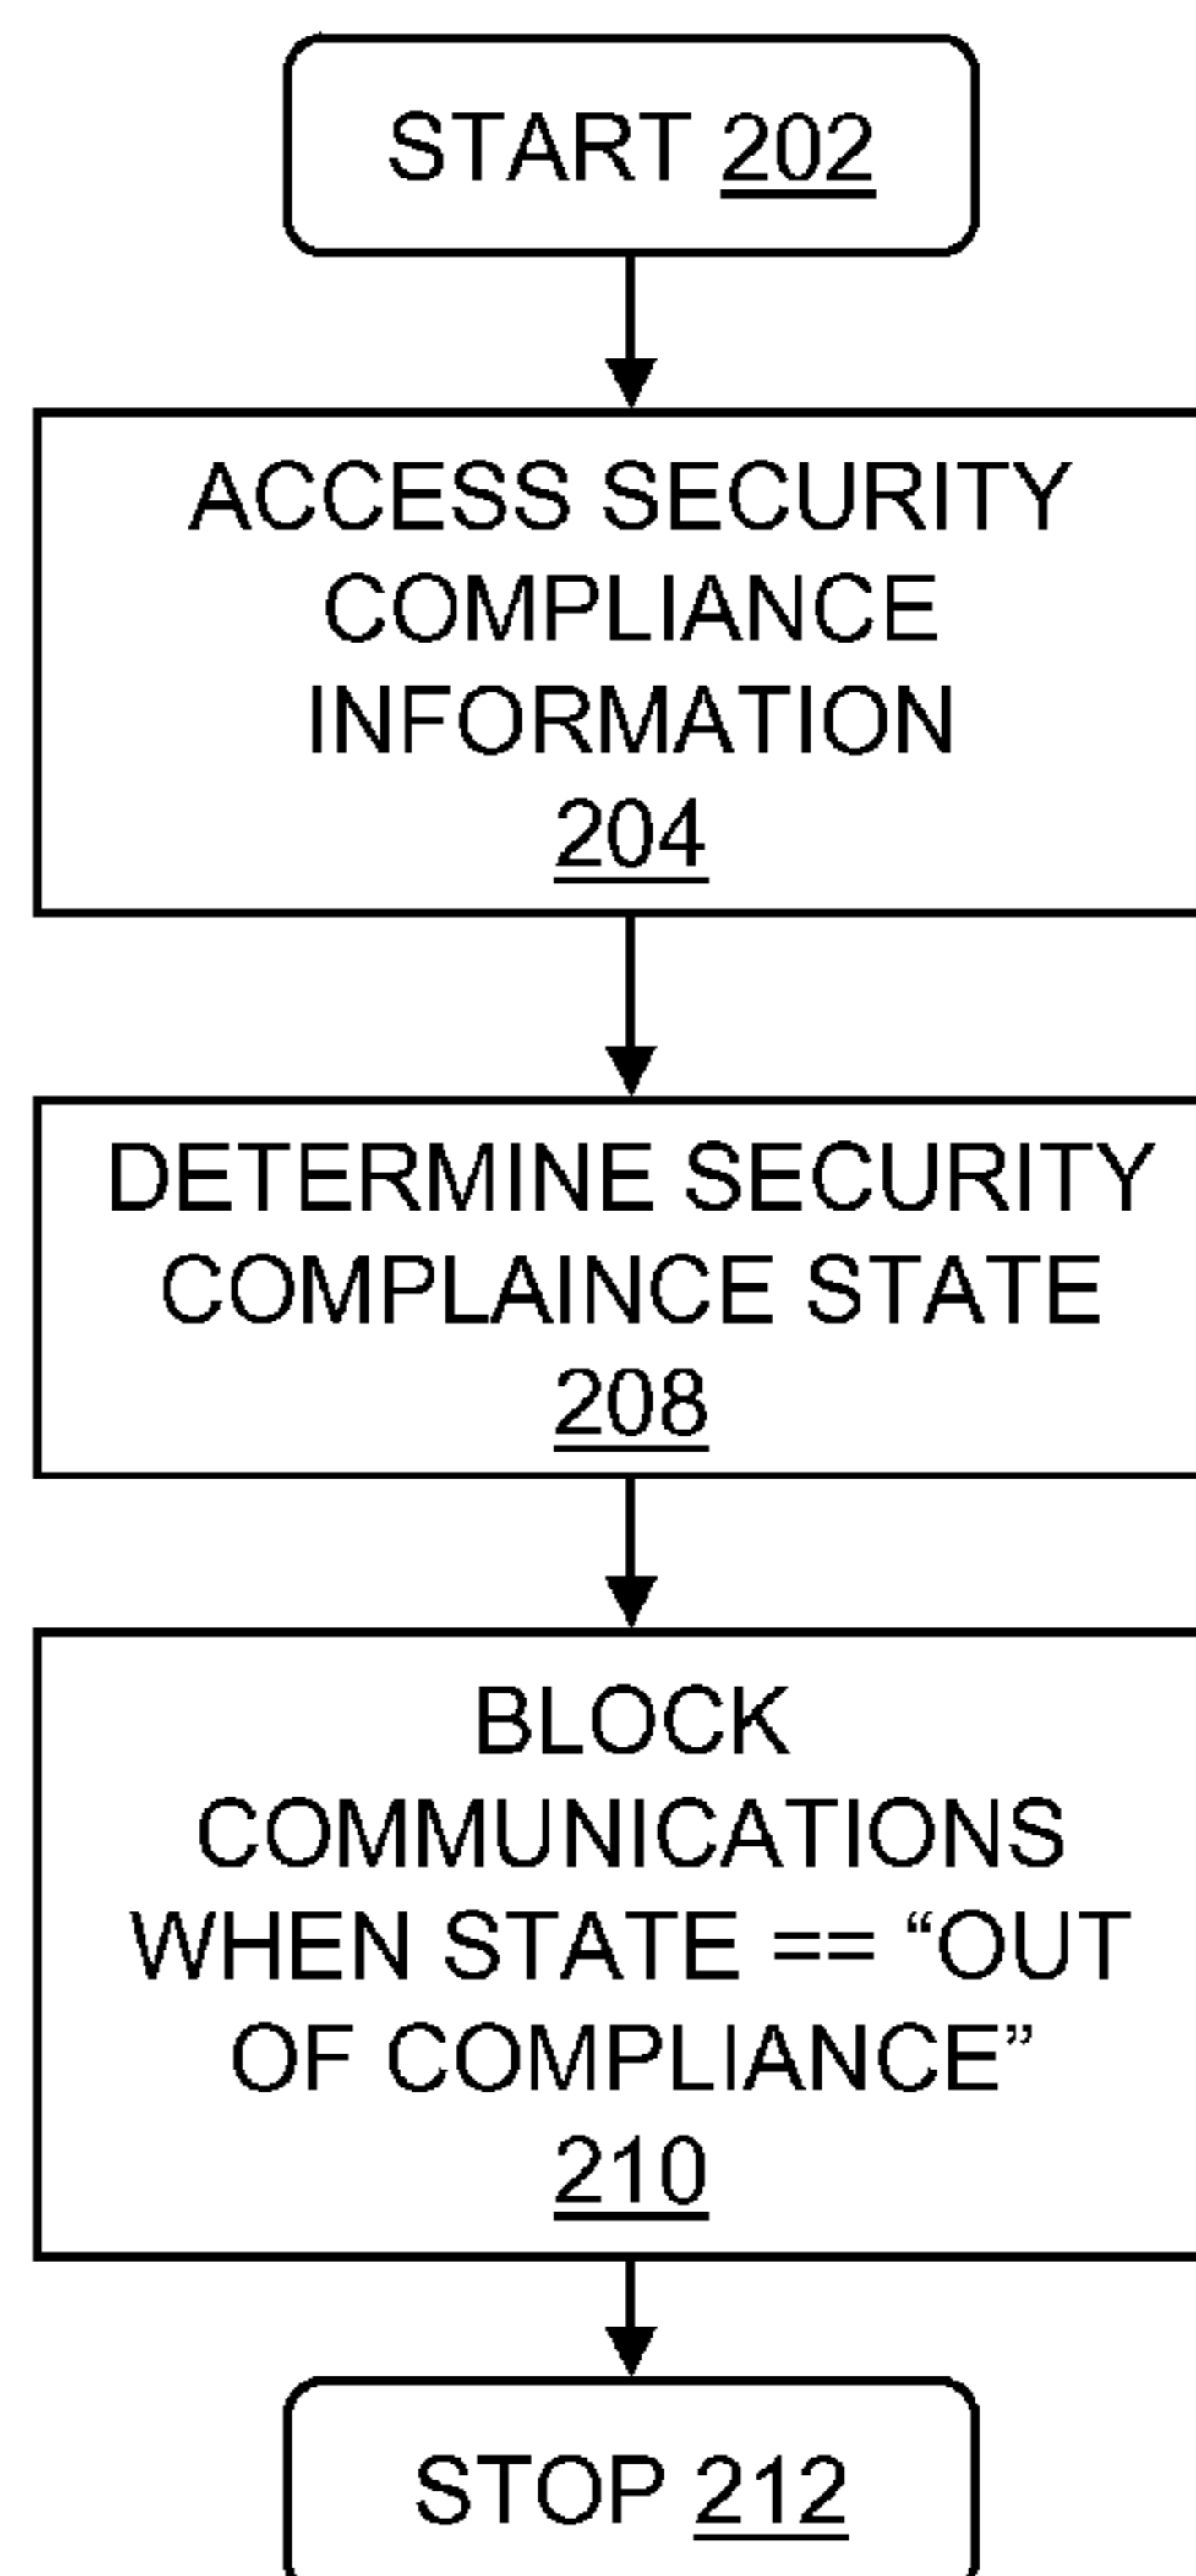 START 202
ACCESS SECURITY
COMPLIANCE
INFORMATION
204
DETERMINE SECURITY
COMPLAINCE STATE
208
BLOCK
COMMUNICATIONS
WHEN STATE == “OUT
OF COMPLIANCE”
210
STOP 212